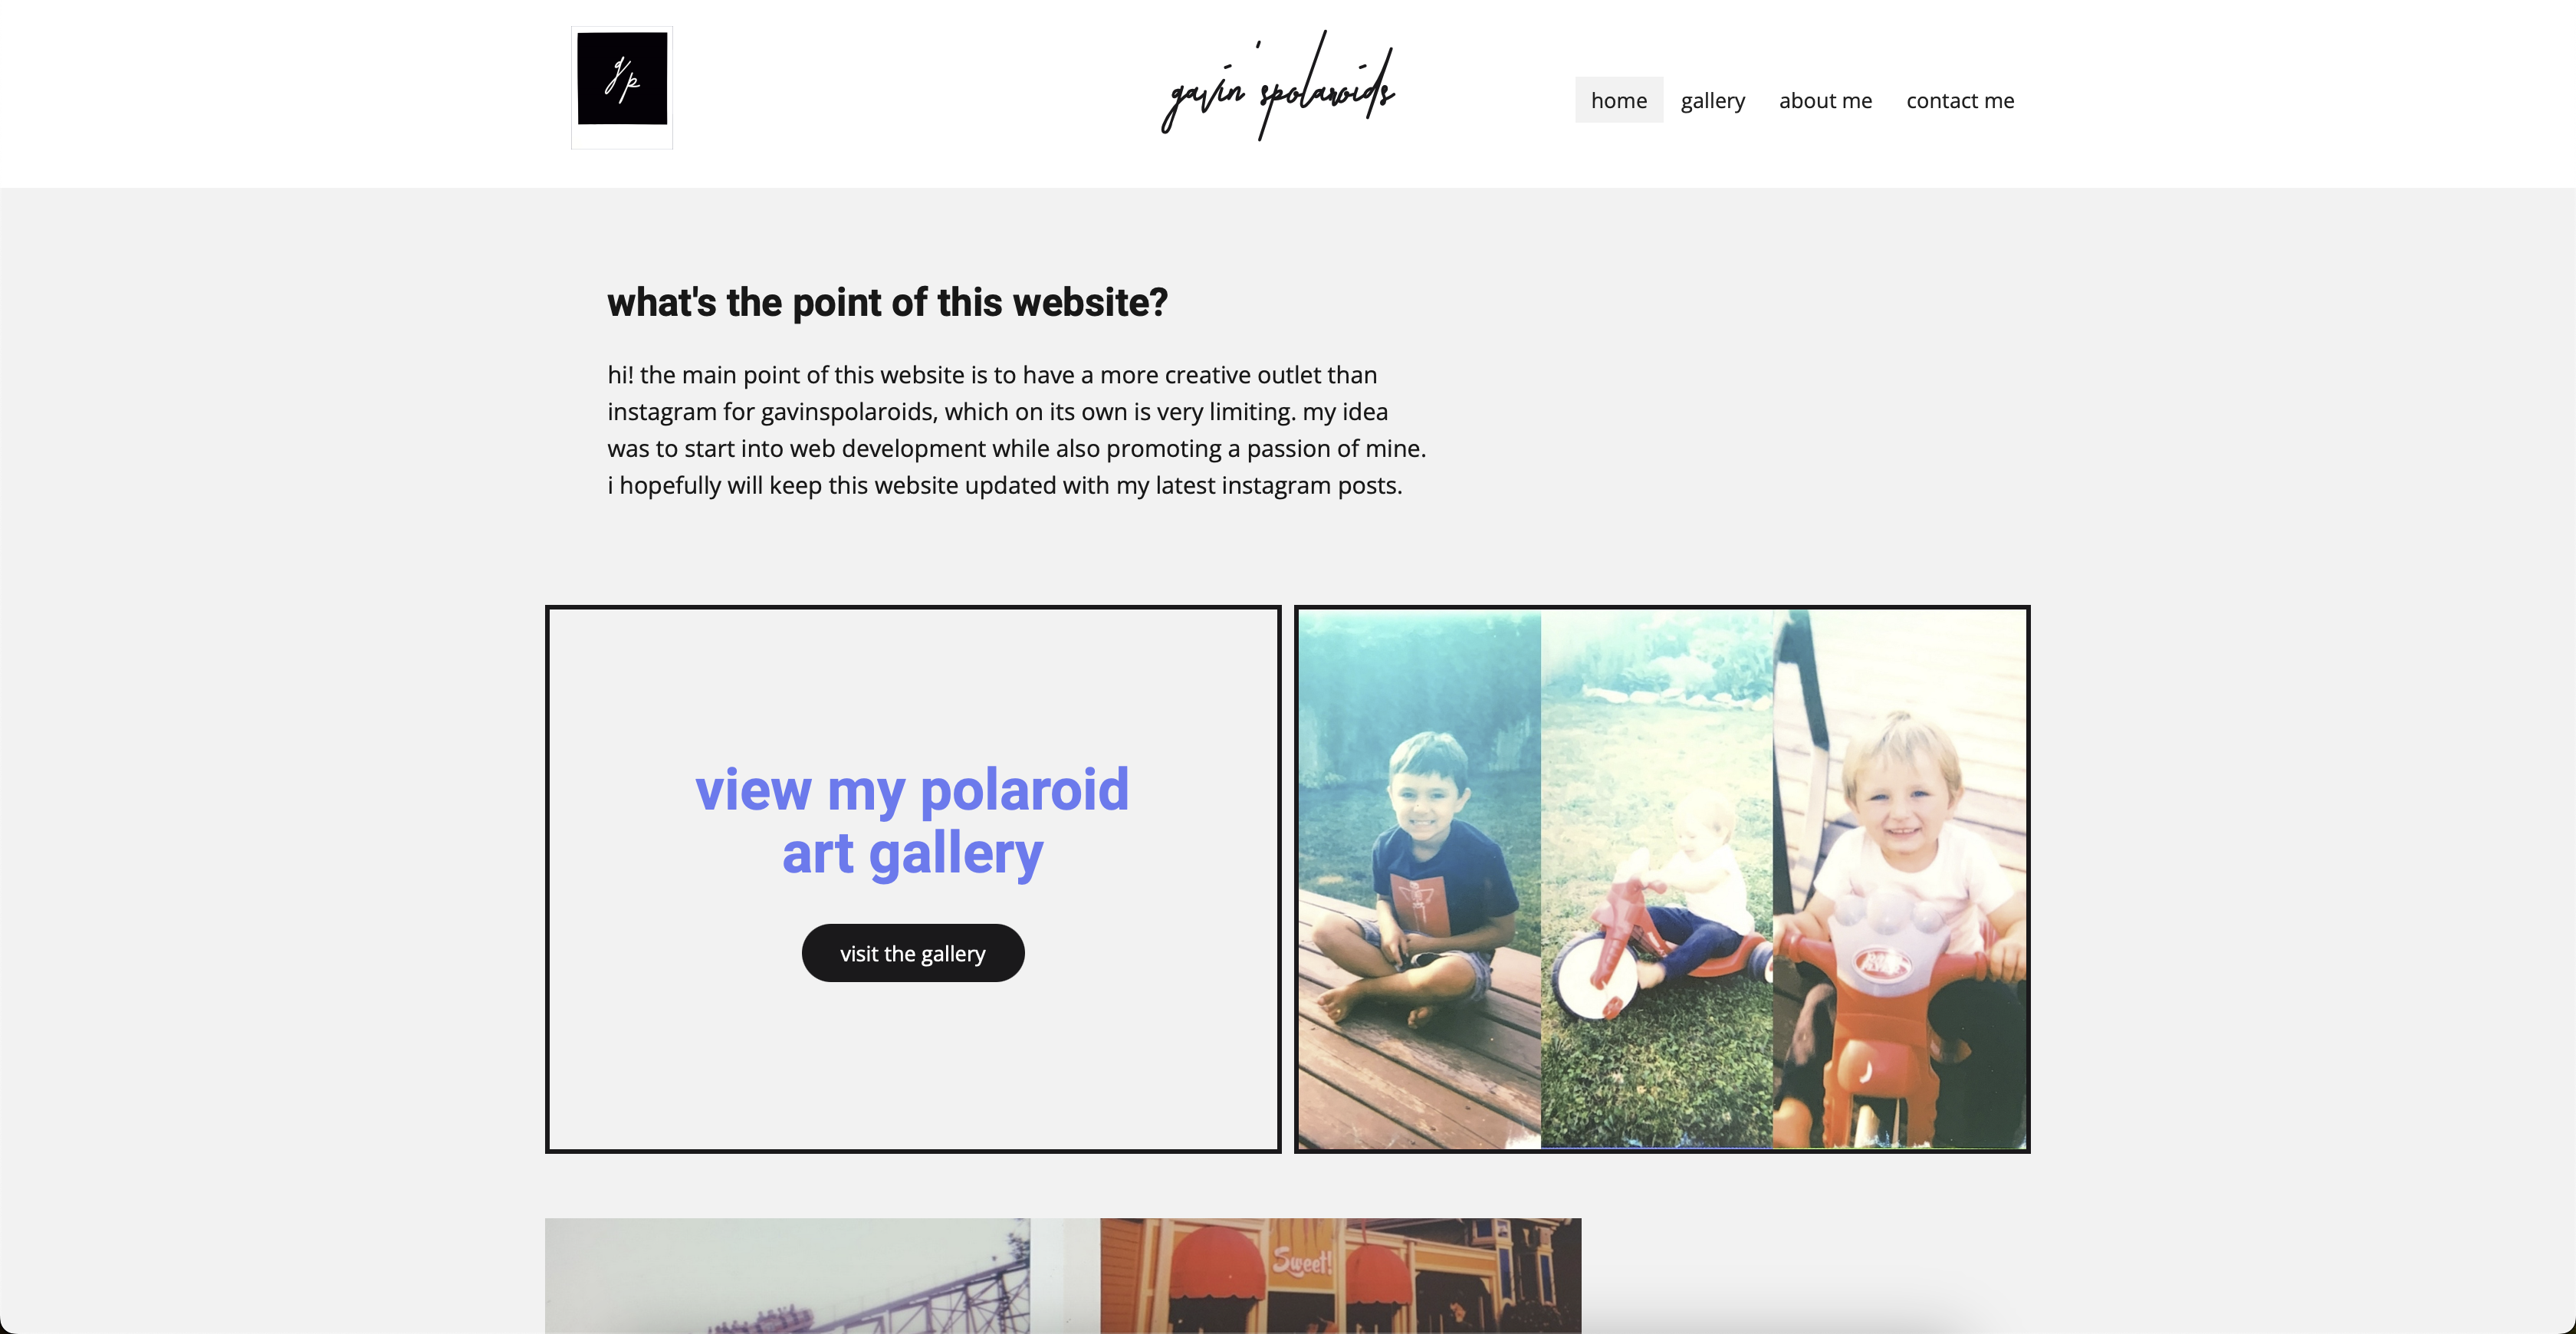 gp
gavin'spolaroids
home
gallery
about me
contact me
what's the point of this website?
hi! the main point of this website is to have a more creative outlet than
instagram for gavinspolaroids, which on its own is very limiting. my idea
was to start into web development while also promoting a passion of mine.
i hopefully will keep this website updated with my latest instagram posts.
view my polaroid
art gallery
visit the gallery
Sweet!